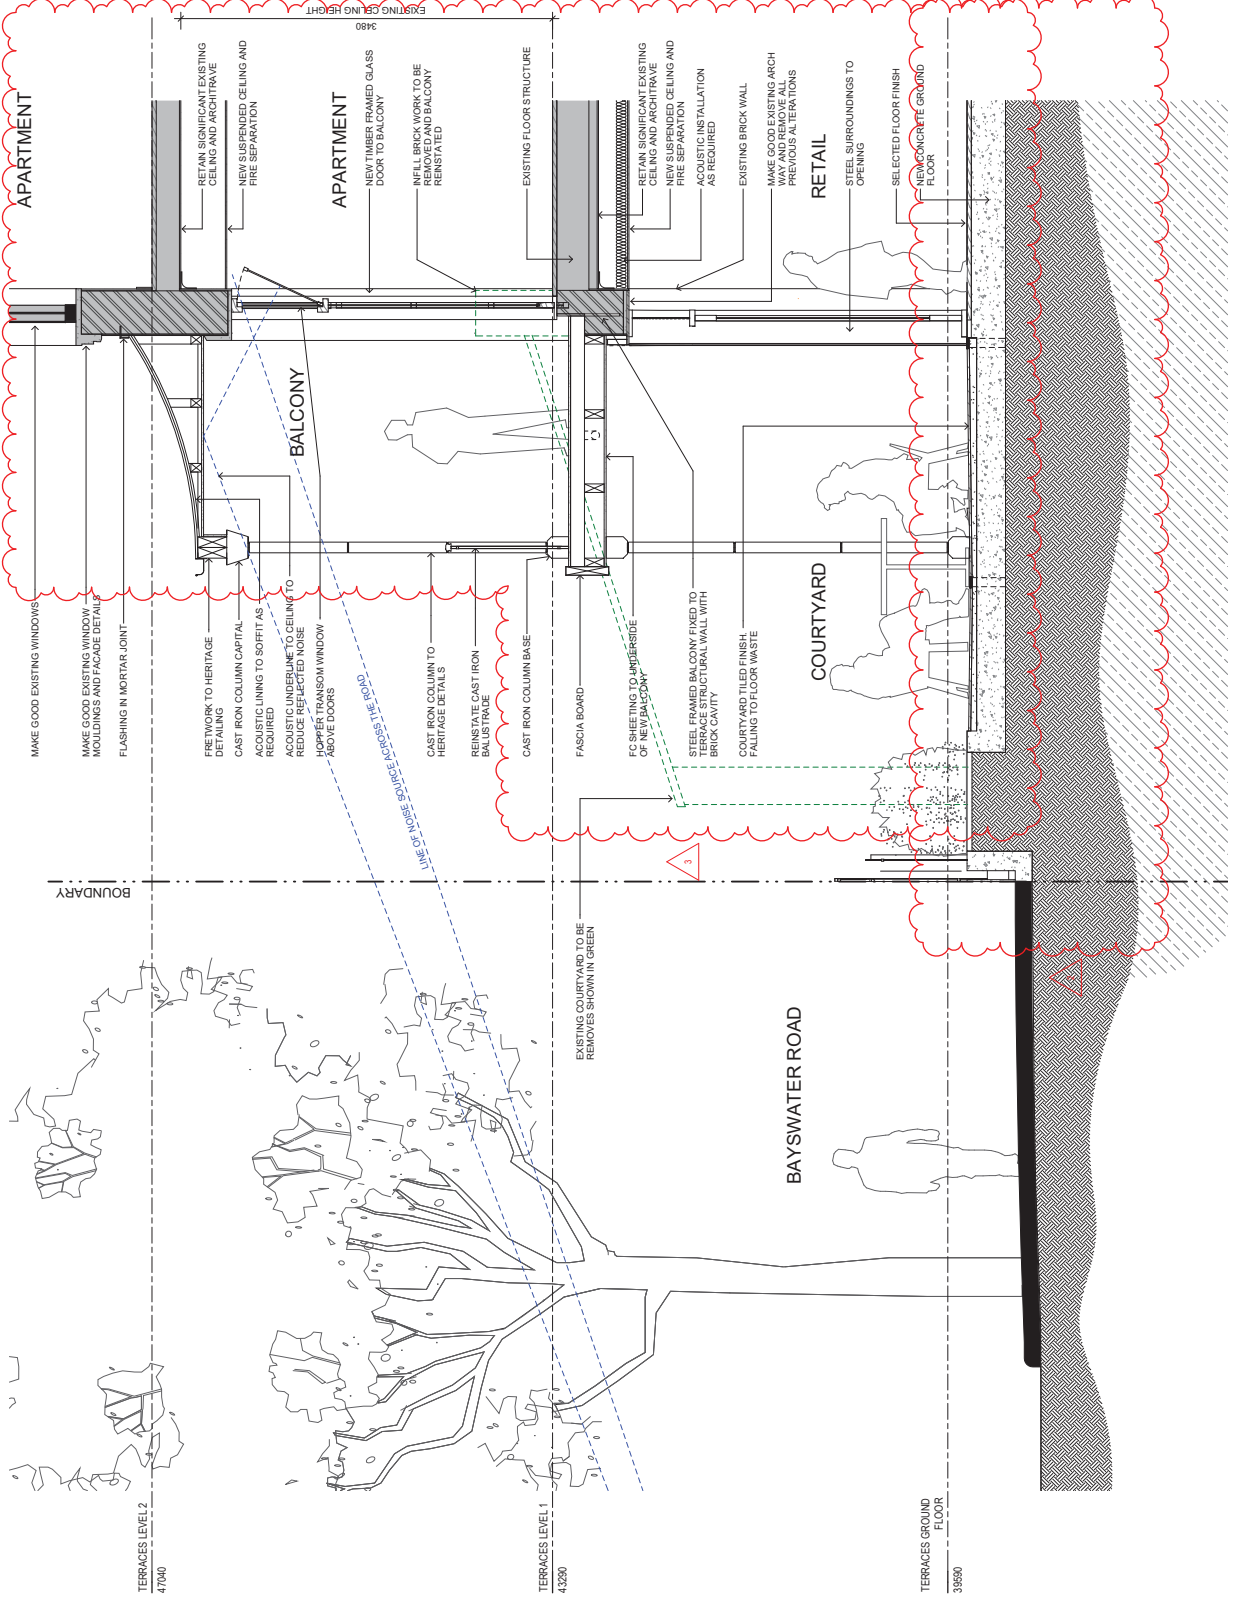 APARTMENT
RETAIN SIGNIFICANT EXISTING
CEILING AND ARCHITRAVE
NEW SUSPENDED CEILING AND
FIRE SEPARATION
EXISTING CEILING HEIGHT
3480
APARTMENT
NEW TIMBER FRAMED GLASS
DOOR TO BALCONY
INFILL BRICK WORK TO BE
REMOVED AND BALCONY
REINSTATED
EXISTING FLOOR STRUCTURE
RETAIN SIGNIFICANT EXISTING
CEILING AND ARCHITRAVE
NEW SUSPENDED CEILING AND
FIRE SEPARATION
ACOUSTIC INSTALLATION
AS REQUIRED
EXISTING BRICK WALL
MAKE GOOD EXISTING ARCH
WAY AND REMOVE ALL
PREVIOUS ALTERATIONS
RETAIL
STEEL SURROUNDINGS TO
OPENING
SELECTED FLOOR FINISH
NEW CONCRETE GROUND
FLOOR
BALCONY
COURTYARD
MAKE GOOD EXISTING WINDOWS
MAKE GOOD EXISTING WINDOW
MOULDINGS AND FACADE DETAILS
FLASHING IN MORTAR JOINT
FRETWORK TO HERITAGE
DETAILING
CAST IRON COLUMN CAPITAL
ACOUSTIC LINING TO SOFFIT AS
REQUIRED
ACOUSTIC UNDERLINE TO CEILING TO
REDUCE REFLECTED NOISE
HOPPER TRANSOM WINDOW
ABOVE DOORS
LINE OF NOISE SOURCE ACROSS THE ROAD
CAST IRON COLUMN TO
HERITAGE DETAILS
REINSTATE CAST IRON
BALUSTRADE
CAST IRON COLUMN BASE
FASCIA BOARD
FC SHEETING TO UNDERSIDE
OF NEW BALCONY
STEEL FRAMED BALCONY FIXED TO
TERRACE STRUCTURAL WALL WITH
BRICK CAVITY
COURTYARD TILED FINISH,
FALLING TO FLOOR WASTE
BOUNDARY
3
EXISTING COURTYARD TO BE
REMOVES SHOWN IN GREEN
BAYSWATER ROAD
TERRACES LEVEL 2
47040
TERRACES LEVEL 1
43290
TERRACES GROUND
FLOOR
39590